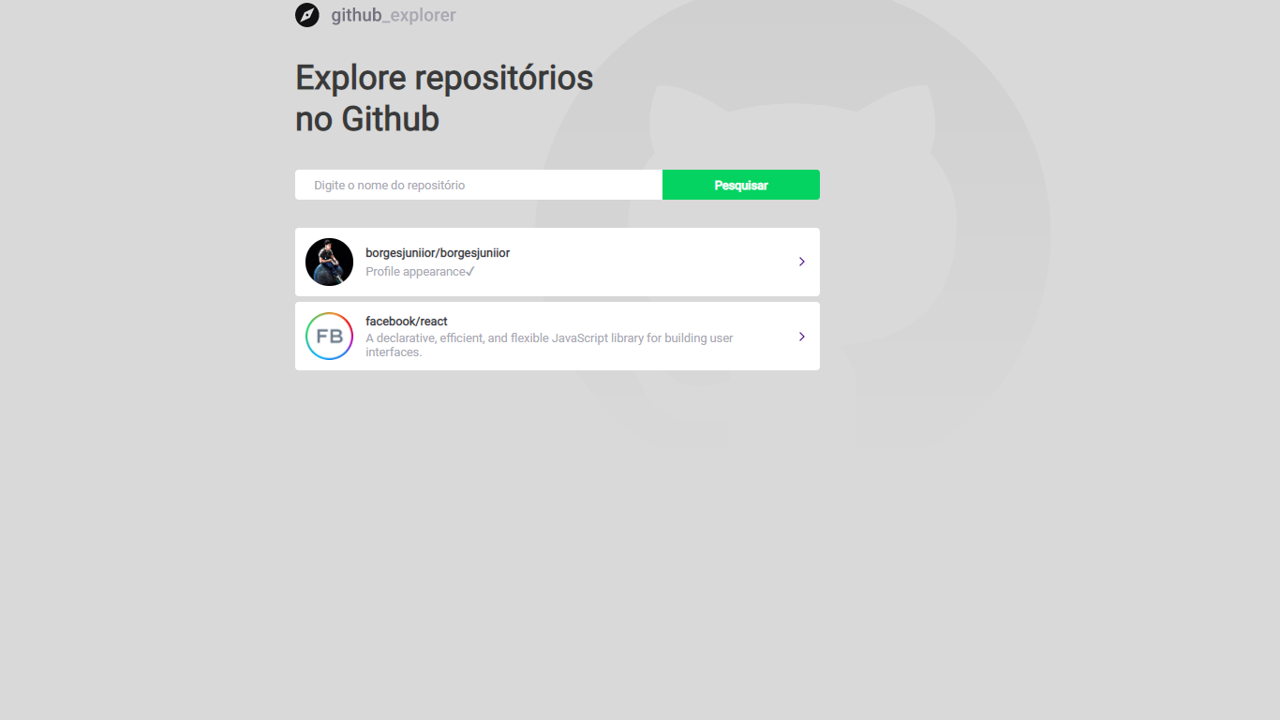 github_explorer
Explore repositórios
no Github
Digite o nome do repositório
Pesquisar
borgesjuniior/borgesjuniior
Profile appearance✓
FB
facebook/react
A declarative, efficient, and flexible JavaScript library for building user
interfaces.